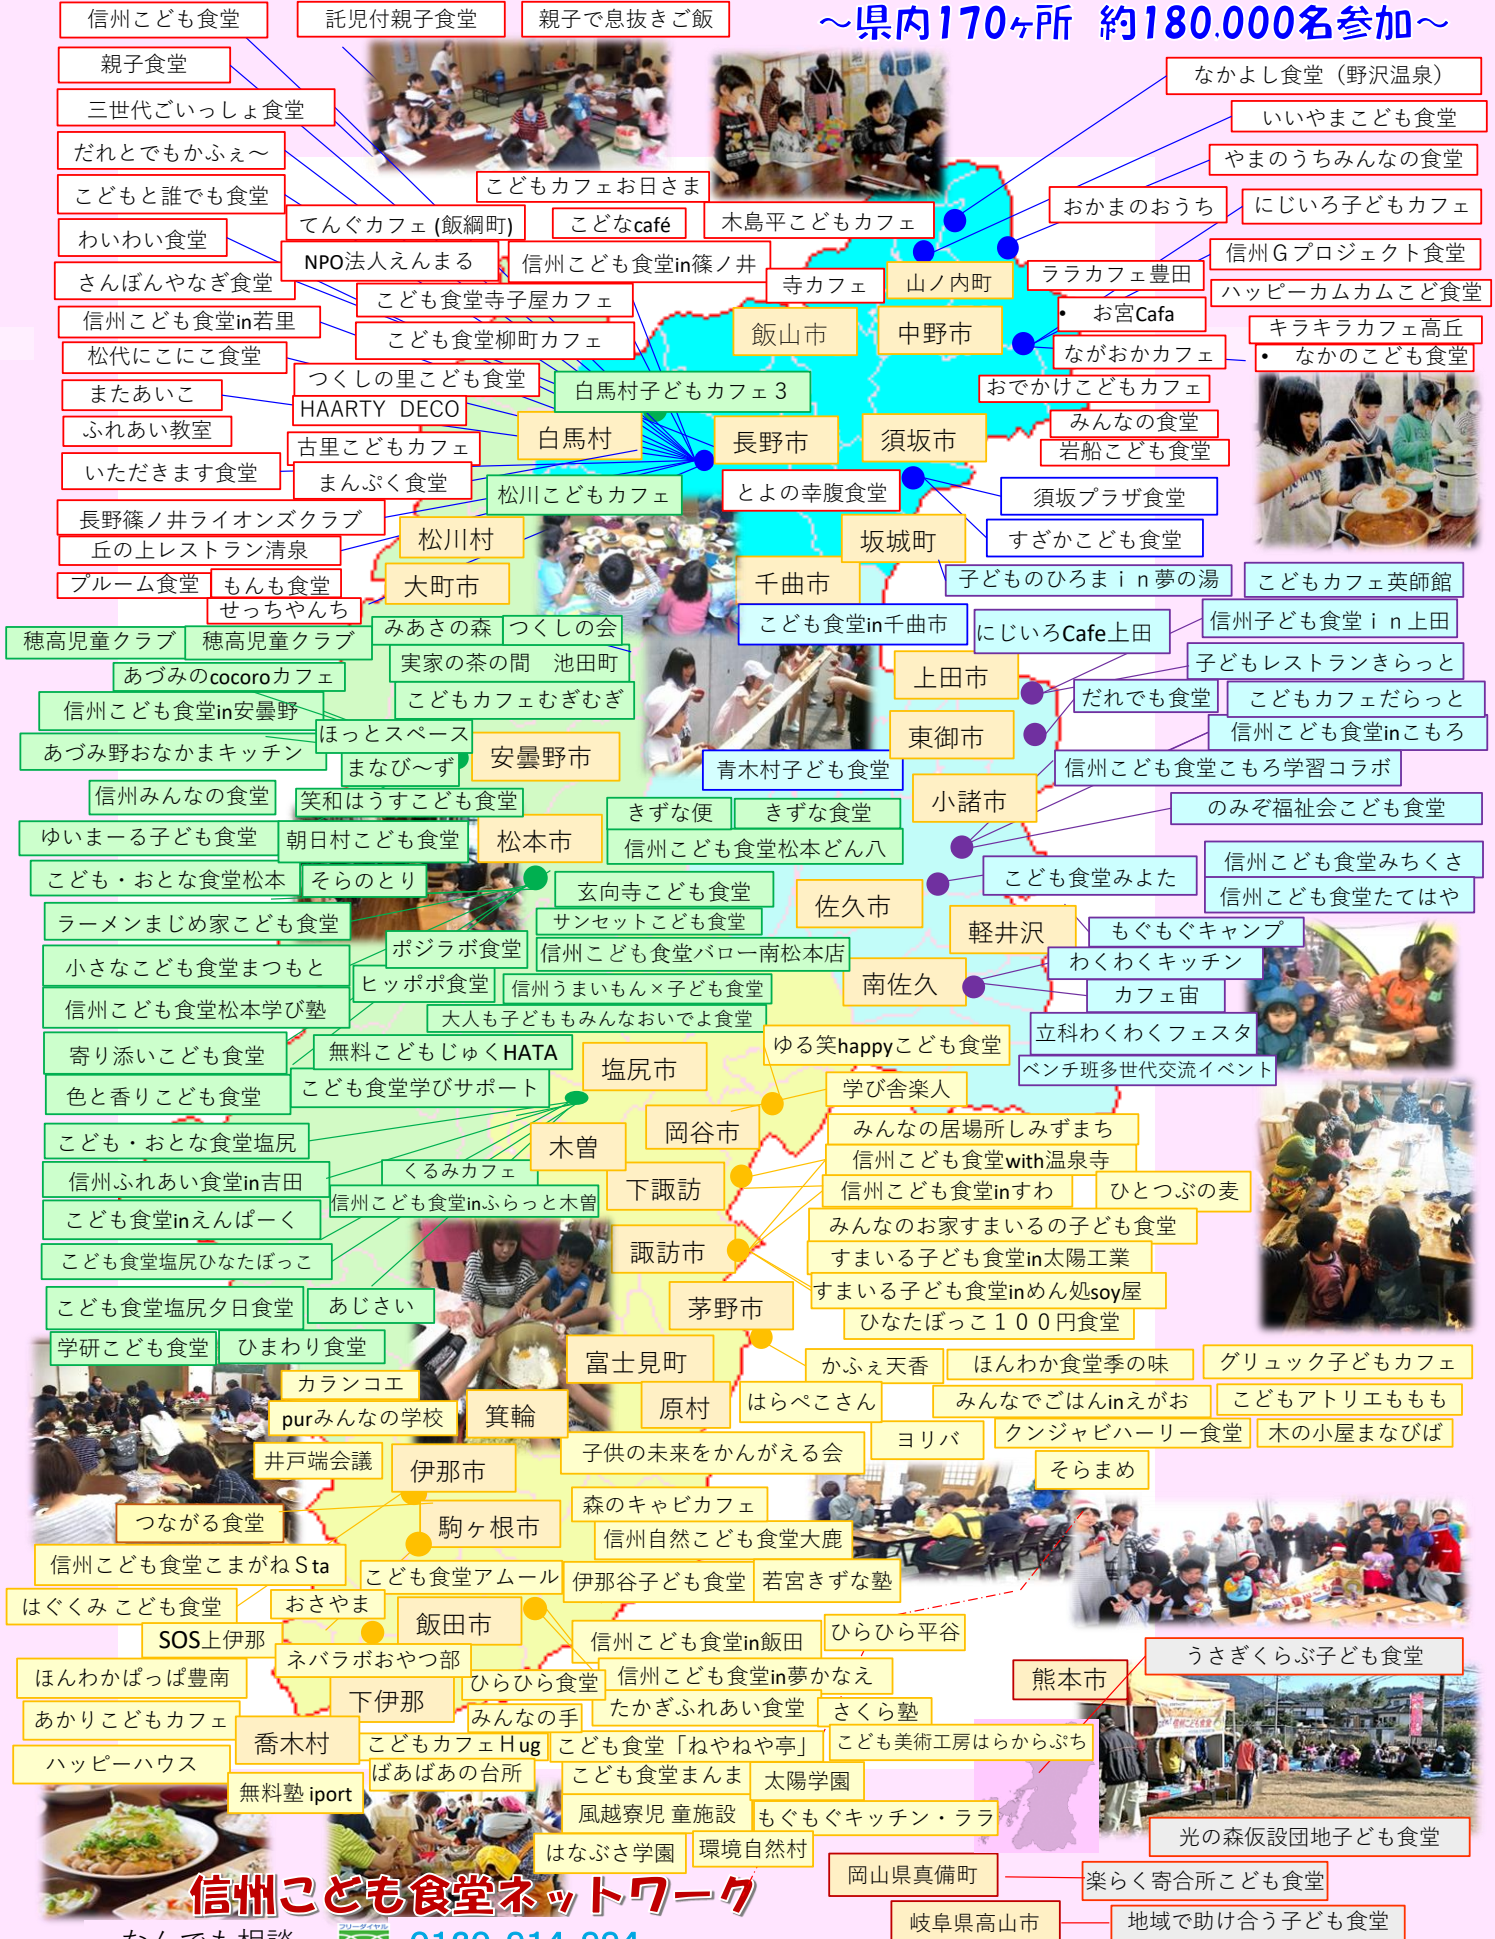 ～県内170ヶ所 約180.000名参加～
信州こども食堂
託児付親子食堂
親子で息抜きご飯
親子食堂
なかよし食堂（野沢温泉）
三世代ごいっしょ食堂
いいやまこども食堂
だれとでもかふぇ～
やまのうちみんなの食堂
こどもと誰でも食堂
こどもカフェお日さま
てんぐカフェ (飯綱町)
こどなcafé
木島平こどもカフェ
おかまのおうち
にじいろ子どもカフェ
わいわい食堂
NPO法人えんまる
信州こども食堂in篠ノ井
信州Ｇプロジェクト食堂
さんぼんやなぎ食堂
寺カフェ
山ノ内町
ララカフェ豊田
ハッピーカムカムこど食堂
こども食堂寺子屋カフェ
• お宮Cafa
信州こども食堂in若里
こども食堂柳町カフェ
飯山市
中野市
キラキラカフェ高丘
松代にこにこ食堂
ながおかカフェ
• なかのこども食堂
つくしの里こども食堂
白馬村子どもカフェ３
おでかけこどもカフェ
またあいこ
HAARTY DECO
みんなの食堂
ふれあい教室
古里こどもカフェ
白馬村
長野市
須坂市
岩船こども食堂
いただきます食堂
まんぷく食堂
松川こどもカフェ
とよの幸腹食堂
須坂プラザ食堂
長野篠ノ井ライオンズクラブ
松川村
坂城町
すざかこども食堂
丘の上レストラン清泉
プルーム食堂
もんも食堂
大町市
千曲市
子どものひろまｉｎ夢の湯
こどもカフェ英師館
せっちやんち
こども食堂in千曲市
にじいろCafe上田
信州子ども食堂ｉｎ上田
穂高児童クラブ
穂高児童クラブ
みあさの森
つくしの会
実家の茶の間　池田町
子どもレストランきらっと
あづみのcocoroカフェ
上田市
信州こども食堂in安曇野
こどもカフェむぎむぎ
だれでも食堂
こどもカフェだらっと
ほっとスペース
東御市
信州こども食堂inこもろ
あづみ野おなかまキッチン
まなび～ず
安曇野市
青木村子ども食堂
信州こども食堂こもろ学習コラボ
信州みんなの食堂
笑和はうすこども食堂
きずな便
きずな食堂
小諸市
のみぞ福祉会こども食堂
ゆいまーる子ども食堂
朝日村こども食堂
松本市
信州こども食堂松本どん八
信州こども食堂みちくさ
こども・おとな食堂松本
そらのとり
玄向寺こども食堂
こども食堂みよた
信州こども食堂たてはや
佐久市
ラーメンまじめ家こども食堂
サンセットこども食堂
軽井沢
もぐもぐキャンプ
ポジラボ食堂
信州こども食堂バロー南松本店
小さなこども食堂まつもと
わくわくキッチン
ヒッポポ食堂
信州うまいもん×子ども食堂
南佐久
カフェ宙
信州こども食堂松本学び塾
大人も子どももみんなおいでよ食堂
立科わくわくフェスタ
寄り添いこども食堂
無料こどもじゅくHATA
ゆる笑happyこども食堂
ベンチ班多世代交流イベント
塩尻市
色と香りこども食堂
こども食堂学びサポート
学び舎楽人
こども・おとな食堂塩尻
木曽
岡谷市
みんなの居場所しみずまち
信州ふれあい食堂in吉田
くるみカフェ
信州こども食堂with温泉寺
下諏訪
信州こども食堂inすわ
ひとつぶの麦
信州こども食堂inふらっと木曽
こども食堂inえんぱーく
みんなのお家すまいるの子ども食堂
こども食堂塩尻ひなたぼっこ
諏訪市
すまいる子ども食堂in太陽工業
すまいる子ども食堂inめん処soy屋
こども食堂塩尻夕日食堂
あじさい
茅野市
ひなたぼっこ１００円食堂
学研こども食堂
ひまわり食堂
富士見町
かふぇ天香
ほんわか食堂季の味
グリュック子どもカフェ
カランコエ
purみんなの学校
箕輪
原村
はらぺこさん
みんなでごはんinえがお
こどもアトリエももも
ヨリバ
クンジャビハーリー食堂
木の小屋まなびば
井戸端会議
伊那市
子供の未来をかんがえる会
そらまめ
つながる食堂
駒ヶ根市
森のキャビカフェ
信州自然こども食堂大鹿
信州こども食堂こまがねＳta
こども食堂アムール
伊那谷子ども食堂
若宮きずな塾
はぐくみ こども食堂
おさやま
飯田市
SOS上伊那
信州こども食堂in飯田
ひらひら平谷
ネバラボおやつ部
ほんわかぱっぱ豊南
ひらひら食堂
信州こども食堂in夢かなえ
熊本市
うさぎくらぶ子ども食堂
下伊那
みんなの手
たかぎふれあい食堂
さくら塾
あかりこどもカフェ
喬木村
こどもカフェＨug
こども食堂「ねやねや亭」
こども美術工房はらからぷち
ハッピーハウス
ばあばあの台所
こども食堂まんま
太陽学園
無料塾 iport
風越寮児 童施設
もぐもぐキッチン・ララ
はなぶさ学園
環境自然村
光の森仮設団地子ども食堂
岡山県真備町
楽らく寄合所こども食堂
信州こども食堂ネットワーク
岐阜県高山市
地域で助け合う子ども食堂
なんでも相談
フリーダイヤル